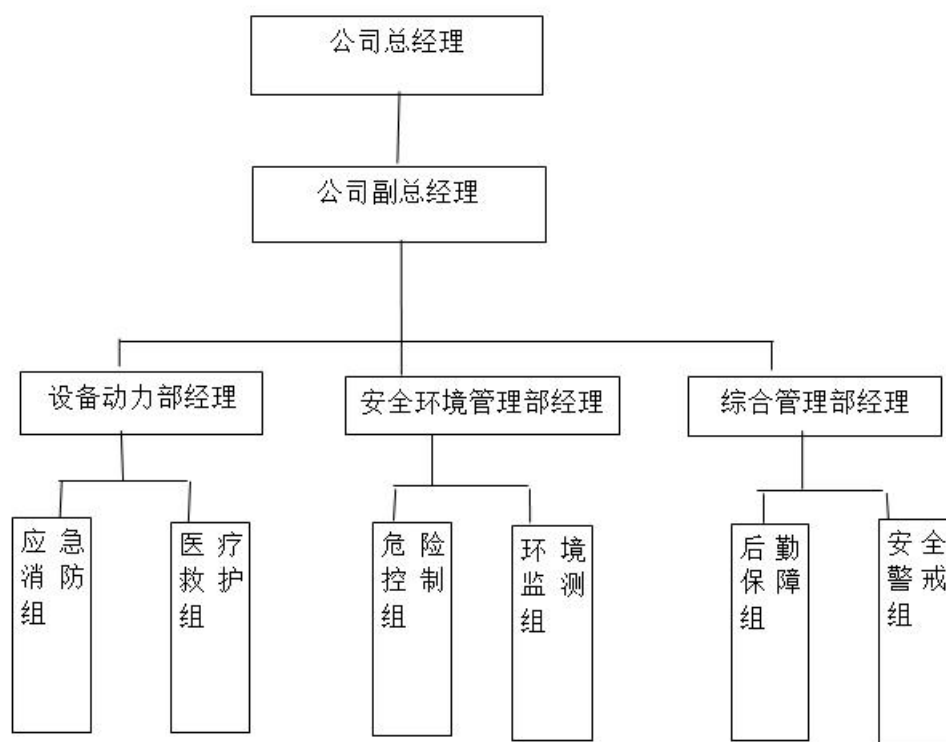 公司总经理
公司副总经理
设备动力部经理
安全环境管理部经理
综合管理部经理
应急
消防
组
医疗
救护
组
危险
控制
组
环境
监测
组
后勤
保障
组
安全
警戒
组